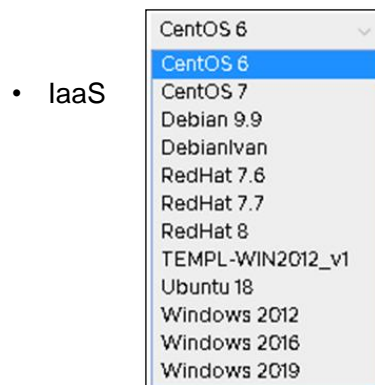 • IaaS
CentOS 6
CentOS 6
CentOS 7
Debian 9.9
DebianIvan
RedHat 7.6
RedHat 7.7
RedHat 8
TEMPL-WIN2012_v1
Ubuntu 18
Windows 2012
Windows 2016
Windows 2019